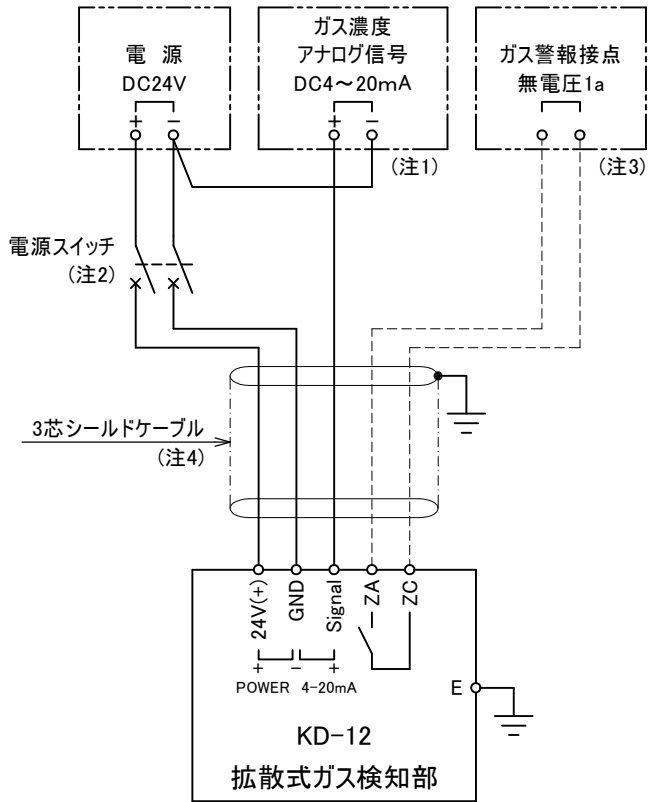 電 源
DC24V
+ −
ガス濃度
アナログ信号
DC4～20mA
+ −
ガス警報接点
無電圧1a
(注1)
(注3)
電源スイッチ
(注2)
3芯シールドケーブル
(注4)
24V(+)
GND
Signal
ZA
ZC
+ − +
POWER 4-20mA
E
KD-12
拡散式ガス検知部